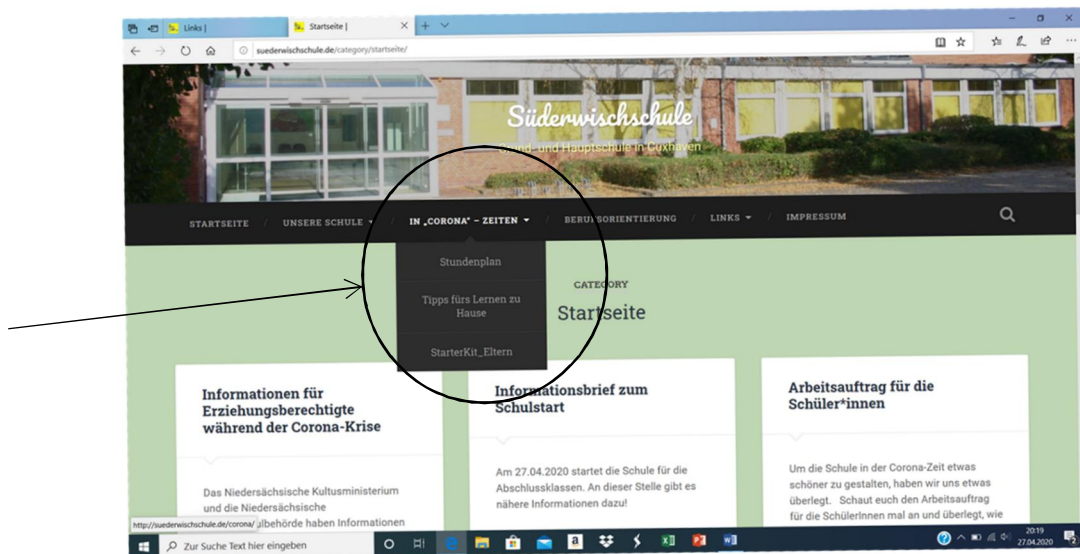 Links |
Startseite |
suederwischschule.de/category/startseite/
Süderwischschule
Grund- und Hauptschule in Cuxhaven
STARTSEITE / UNSERE SCHULE / IN „CORONA" – ZEITEN / BERUFSORIENTIERUNG / LINKS / IMPRESSUM
Stundenplan
Tipps fürs Lernen zu
Hause
StarterKit_Eltern
CATEGORY
Startseite
Informationen für
Erziehungsberechtigte
während der Corona-Krise
Das Niedersächsische Kultusministerium
und die Niedersächsische
lbehörde haben Informationen
Informationsbrief zum
Schulstart
Am 27.04.2020 startet die Schule für die
Abschlussklassen. An dieser Stelle gibt es
nähere Informationen dazu!
Arbeitsauftrag für die
Schüler*innen
Um die Schule in der Corona-Zeit etwas
schöner zu gestalten, haben wir uns etwas
überlegt. Schaut euch den Arbeitsauftrag
für die SchülerInnen mal an und überlegt, wie
http://suederwischschule.de/corona/
Zur Suche Text hier eingeben
20:19
27.04.2020